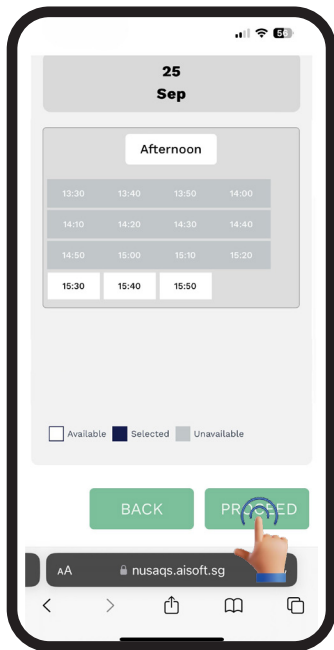 56
25
Sep
Afternoon
13:30 13:40 13:50 14:00
14:10 14:20 14:30 14:40
14:50 15:00 15:10 15:20
15:30 15:40 15:50
Available Selected Unavailable
BACK PROCEED
AA nusaqs.aisoft.sg